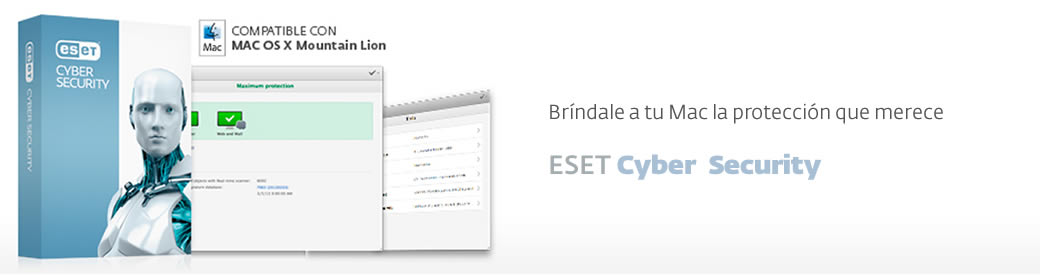 eseT
CYBER
SECURITY
eseT CYBER SECURITY
Mac
COMPATIBLE CON
MAC OS X Mountain Lion
Maximum protection
Web and Mail
Bríndale a tu Mac la protección que merece
ESET Cyber Security